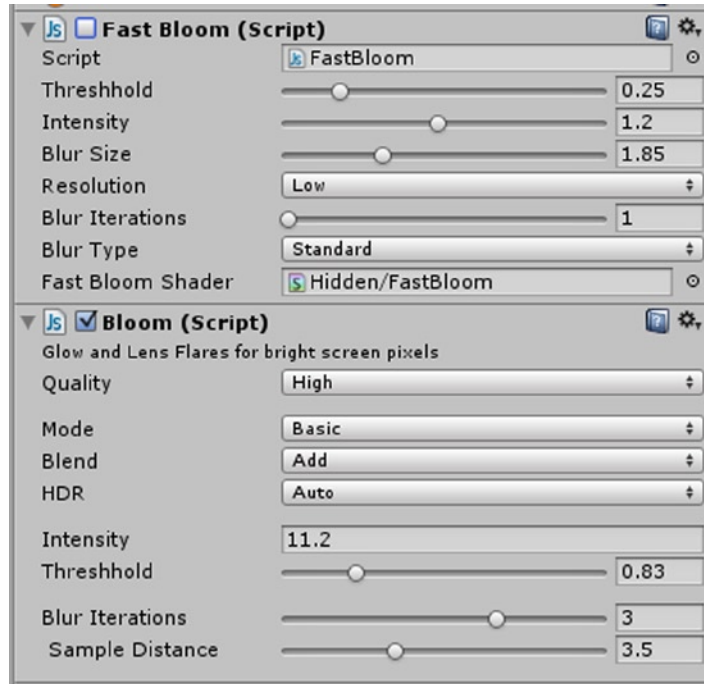 Fast Bloom (Script)
Script FastBloom
Threshhold 0.25
Intensity 1.2
Blur Size 1.85
Resolution Low
Blur Iterations 1
Blur Type Standard
Fast Bloom Shader Hidden/FastBloom
Bloom (Script)
Glow and Lens Flares for bright screen pixels
Quality High
Mode Basic
Blend Add
HDR Auto
Intensity 11.2
Threshhold 0.83
Blur Iterations 3
Sample Distance 3.5